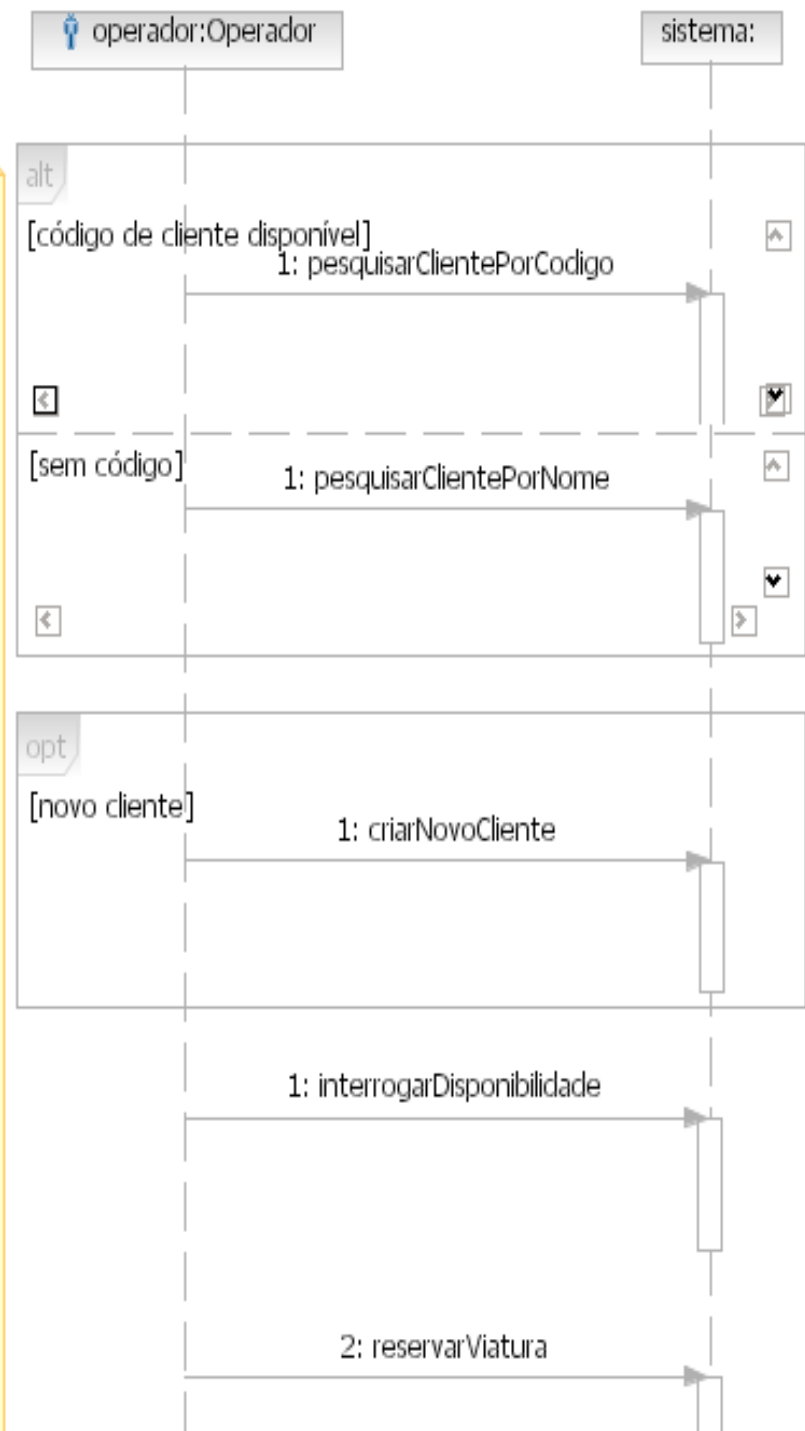 operador:Operador
sistema:
alt
[código de cliente disponível]
1: pesquisarClientePorCodigo
[sem código]
1: pesquisarClientePorNome
opt
[novo cliente]
1: criarNovoCliente
1: interrogarDisponibilidade
2: reservarViatura